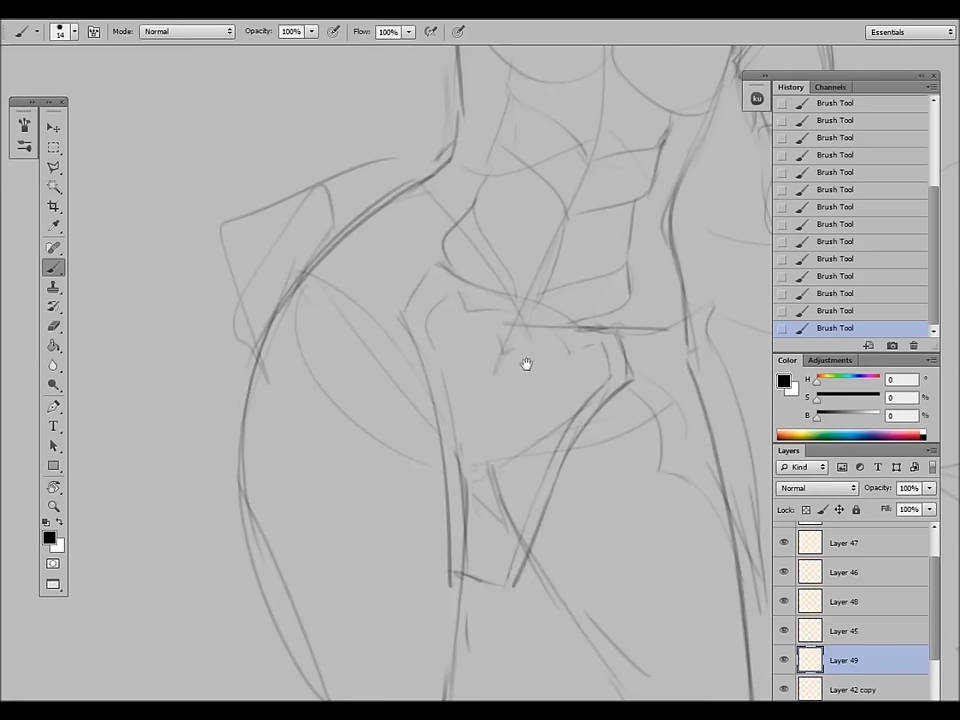 14 Mode: Normal Opacity: 100% Flow: 100% Essentials
History Channels
ku
Brush Tool
Brush Tool
Brush Tool
Brush Tool
Brush Tool
Brush Tool
Brush Tool
Brush Tool
Brush Tool
Brush Tool
Brush Tool
Brush Tool
Brush Tool
Brush Tool
Color Adjustments
H 0 °
S 0 %
B 0 %
Layers
Kind
Normal Opacity: 100%
Lock: Fill: 100%
Layer 47
Layer 46
Layer 48
Layer 45
Layer 49
Layer 42 copy